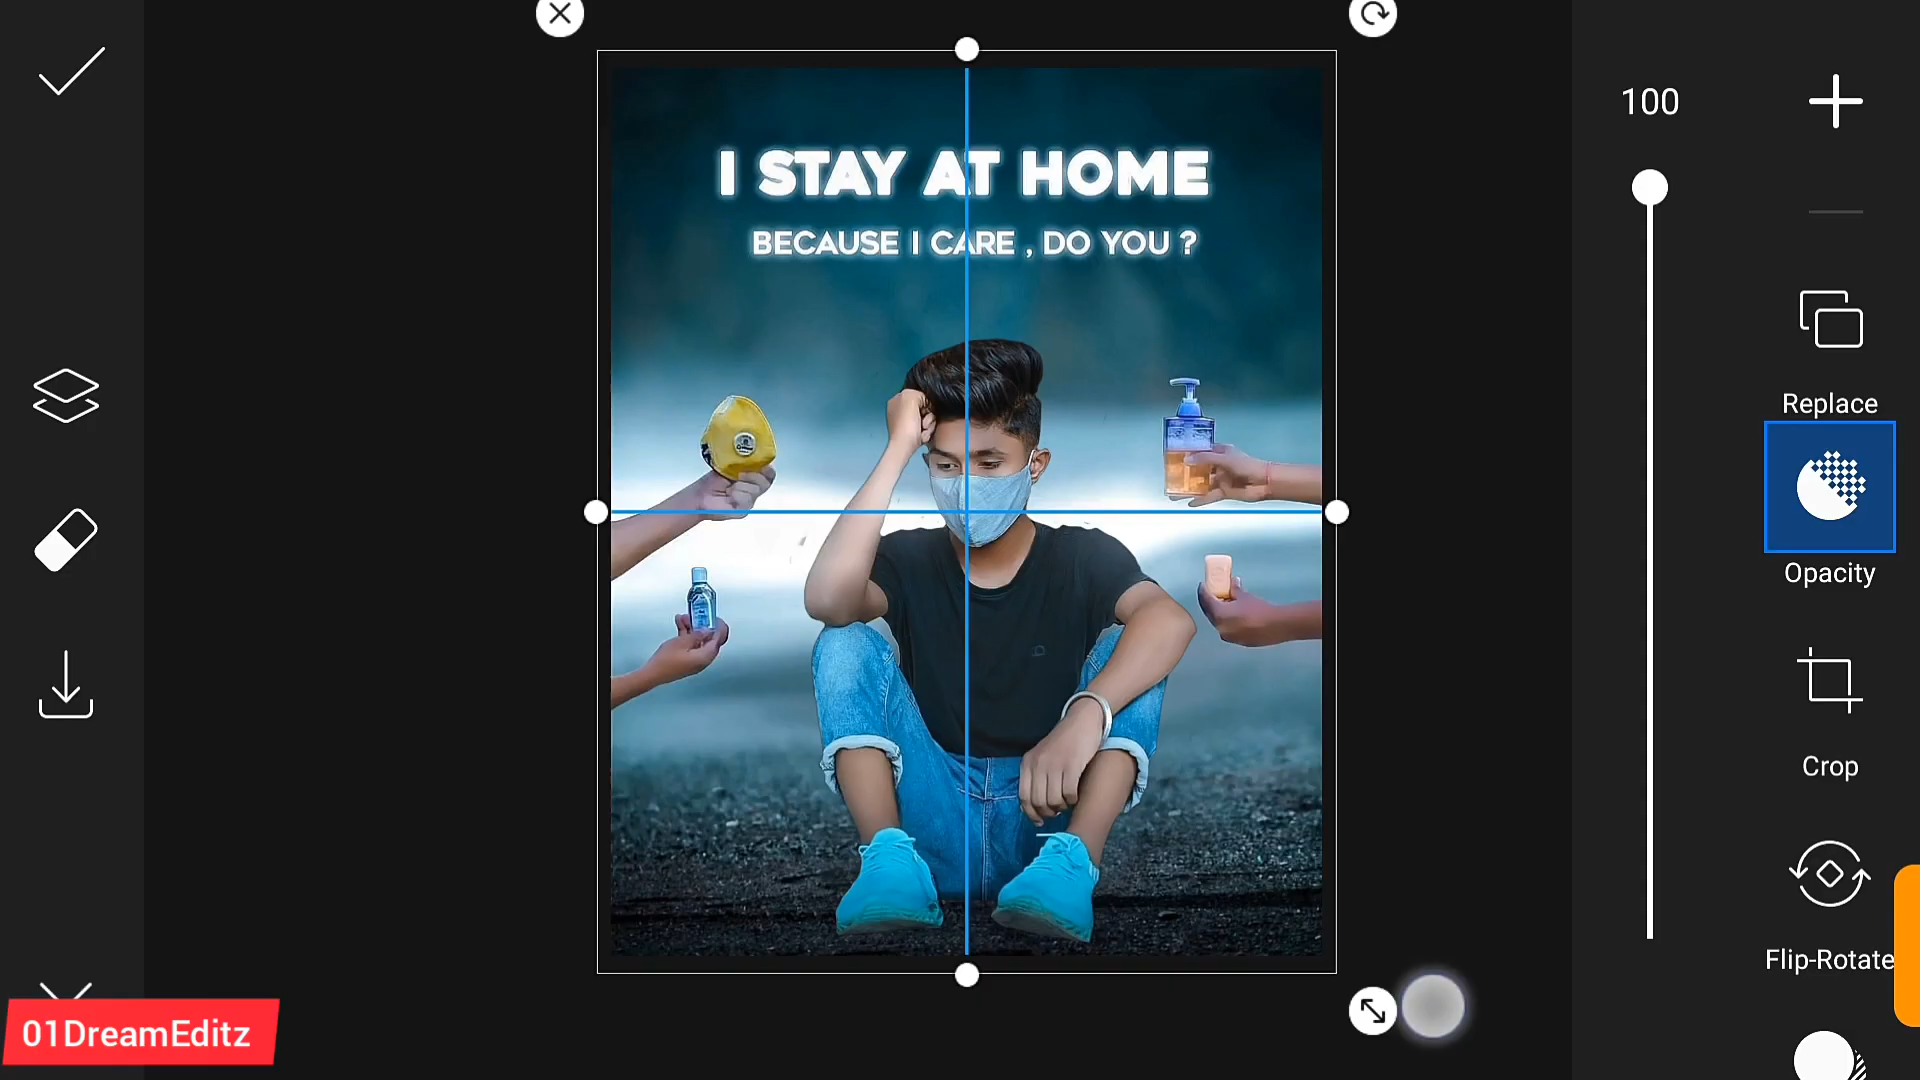 100
I STAY AT HOME
BECAUSE I CARE , DO YOU ?
Replace
Opacity
Crop
Flip-Rotate
01DreamEditz